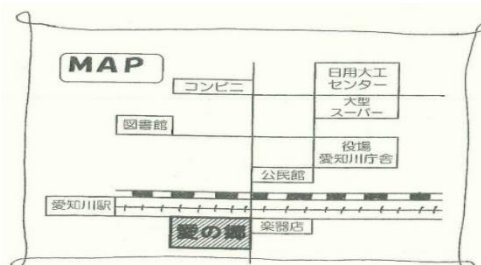 MAP
日用大工
センター
コンビニ
大型
スーパー
図書館
役場
愛知川庁舎
公民館
愛知川駅
愛の郷
楽器店